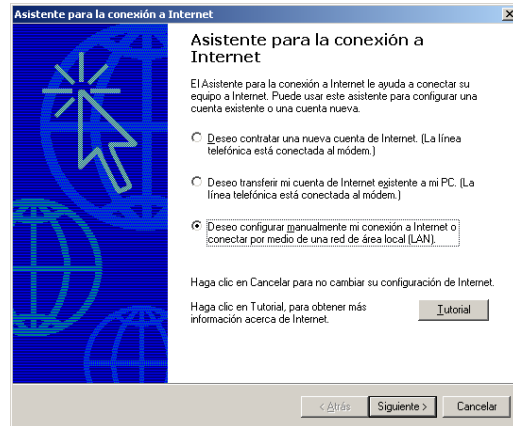 Asistente para la conexión a Internet
Asistente para la conexión a
Internet
El Asistente para la conexión a Internet le ayuda a conectar su
equipo a Internet. Puede usar este asistente para configurar una
cuenta existente o una cuenta nueva.
Deseo contratar una nueva cuenta de Internet. (La línea
telefónica está conectada al módem.)
Deseo transferir mi cuenta de Internet existente a mi PC. (La
línea telefónica está conectada al módem.)
Deseo configurar manualmente mi conexión a Internet o
conectar por medio de una red de área local (LAN).
Haga clic en Cancelar para no cambiar su configuración de Internet.
Haga clic en Tutorial, para obtener más
información acerca de Internet.
Tutorial
< Atrás
Siguiente >
Cancelar